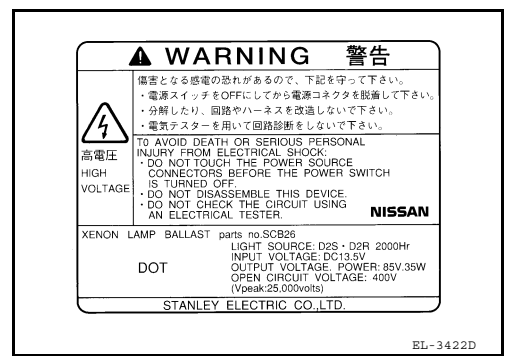 WARNING 警告
傷害となる感電の恐れがあるので、下記を守って下さい。
・電源スイッチをOFFにしてから電源コネクタを脱着して下さい。
・分解したり、回路やハーネスを改造しないで下さい。
・電気テスターを用いて回路診断をしないで下さい。
高電圧
HIGH
VOLTAGE
TO AVOID DEATH OR SERIOUS PERSONAL
INJURY FROM ELECTRICAL SHOCK:
・DO NOT TOUCH THE POWER SOURCE
CONNECTORS BEFORE THE POWER SWITCH
IS TURNED OFF.
・DO NOT DISASSEMBLE THIS DEVICE.
・DO NOT CHECK THE CIRCUIT USING
AN ELECTRICAL TESTER.
NISSAN
XENON LAMP BALLAST parts no.SCB26
DOT
LIGHT SOURCE: D2S・D2R 2000Hr
INPUT VOLTAGE: DC13.5V
OUTPUT VOLTAGE. POWER: 85V.35W
OPEN CIRCUIT VOLTAGE: 400V
(Vpeak:25,000volts)
STANLEY ELECTRIC CO.,LTD.
EL-3422D